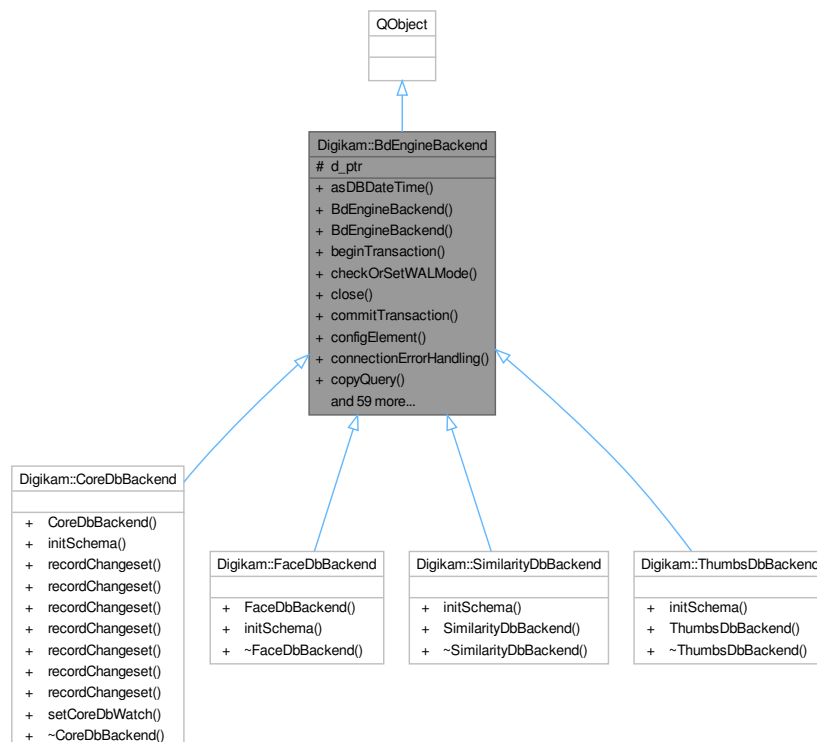 QObject
Digikam::BdEngineBackend
# d_ptr
+ asDBDateTime()
+ BdEngineBackend()
+ BdEngineBackend()
+ beginTransaction()
+ checkOrSetWALMode()
+ close()
+ commitTransaction()
+ configElement()
+ connectionErrorHandling()
+ copyQuery()
and 59 more...
Digikam::CoreDbBackend
+ CoreDbBackend()
+ initSchema()
+ recordChangeset()
+ recordChangeset()
+ recordChangeset()
+ recordChangeset()
+ recordChangeset()
+ recordChangeset()
+ recordChangeset()
+ setCoreDbWatch()
+ ~CoreDbBackend()
Digikam::FaceDbBackend
+ FaceDbBackend()
+ initSchema()
+ ~FaceDbBackend()
Digikam::SimilarityDbBackend
+ initSchema()
+ SimilarityDbBackend()
+ ~SimilarityDbBackend()
Digikam::ThumbsDbBackend
+ initSchema()
+ ThumbsDbBackend()
+ ~ThumbsDbBackend()